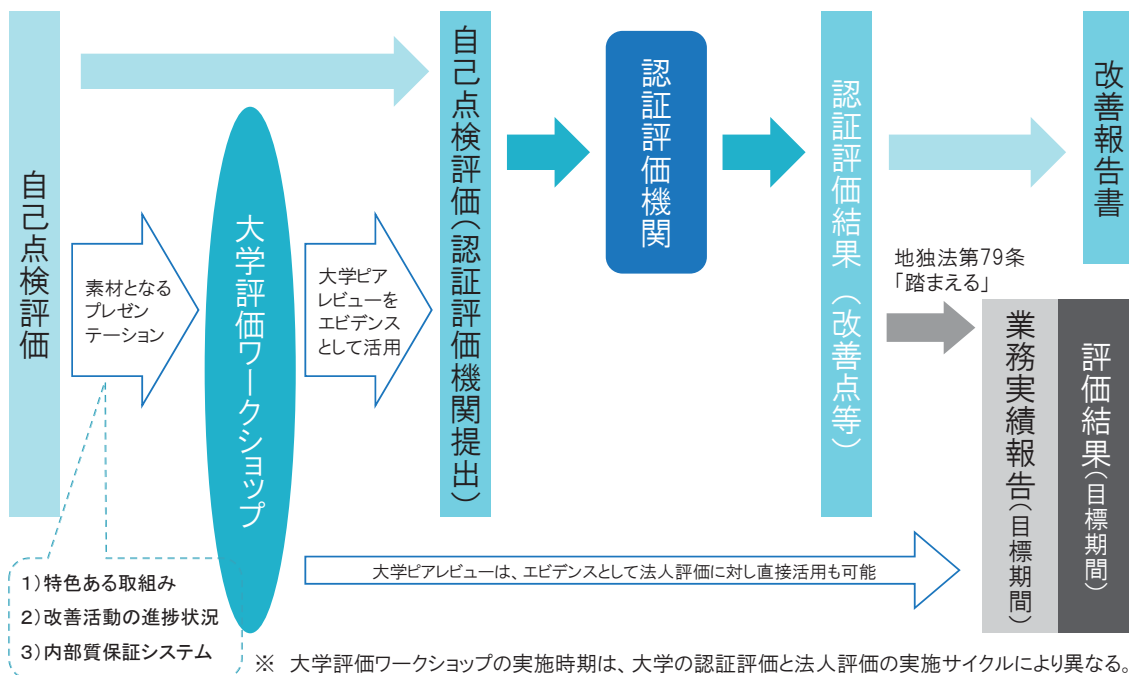 自己点検評価
素材となる
プレゼン
テーション
1）特色ある取組み
2）改善活動の進捗状況
3）内部質保証システム
大学評価ワークショップ
大学ピア
レビューを
エビデンス
として活用
自己点検評価（認証評価機関提出）
認証評価機関
認証評価結果（改善点等）
改善報告書
地独法第79条
「踏まえる」
業務実績報告（目標期間）
評価結果（目標期間）
大学ピアレビューは、エビデンスとして法人評価に対し直接活用も可能
※ 大学評価ワークショップの実施時期は、大学の認証評価と法人評価の実施サイクルにより異なる。